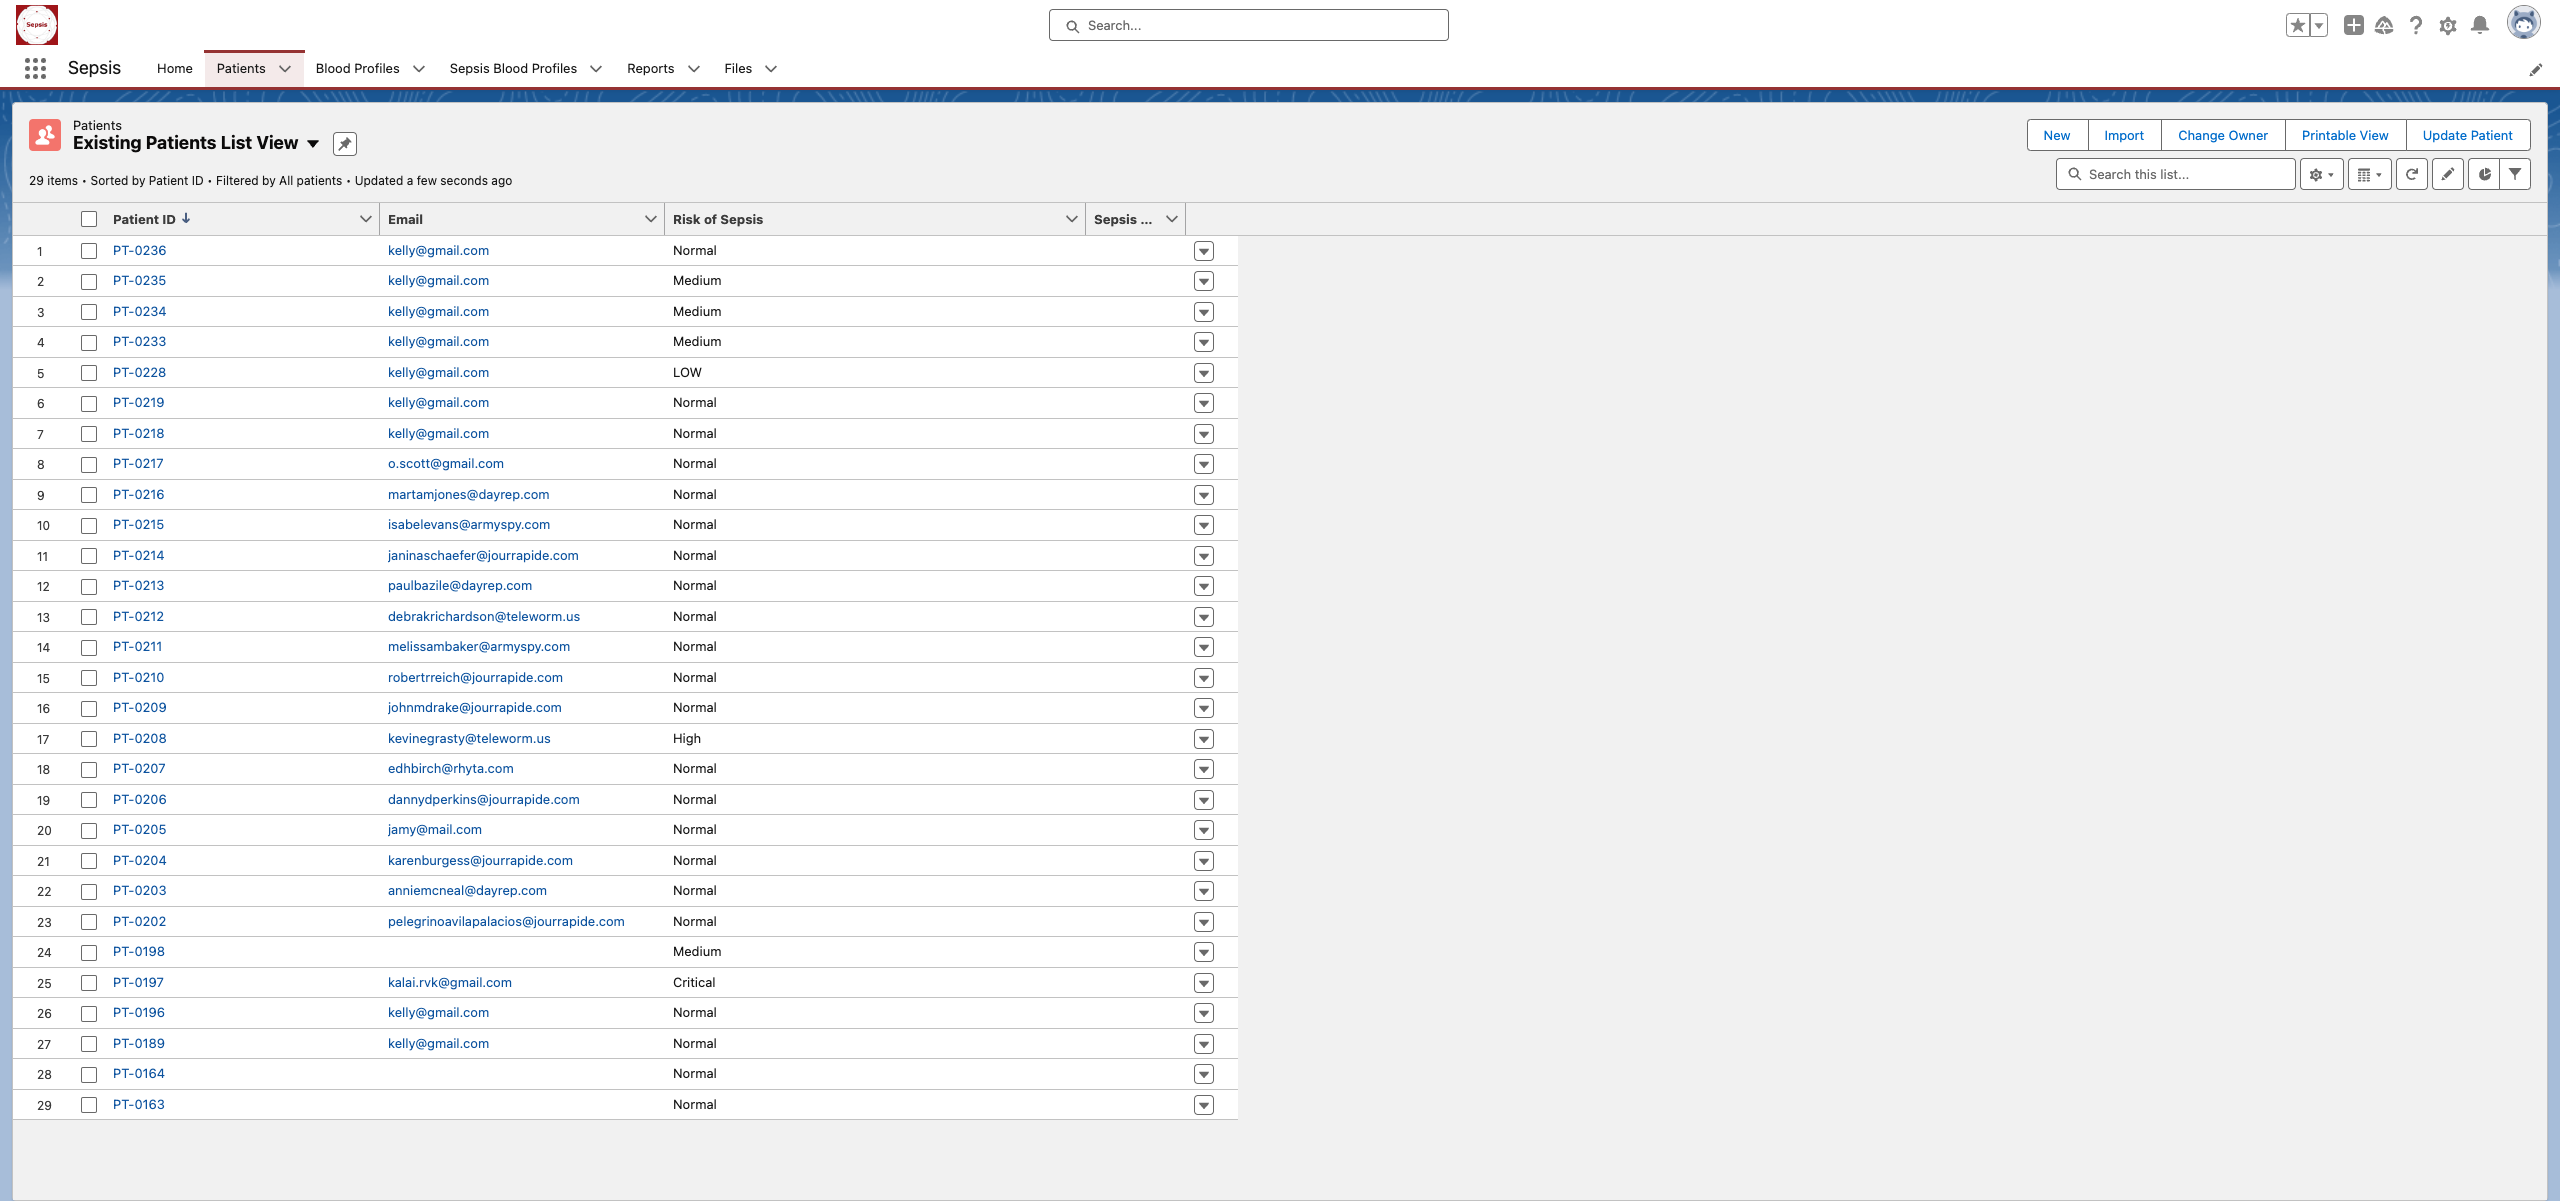 Sepsis
Search...
Sepsis Home Patients Blood Profiles Sepsis Blood Profiles Reports Files
Patients
Existing Patients List View
New Import Change Owner Printable View Update Patient
29 items • Sorted by Patient ID • Filtered by All patients • Updated a few seconds ago
Search this list...
Patient ID Email Risk of Sepsis Sepsis ...
1 PT-0236 kelly@gmail.com Normal
2 PT-0235 kelly@gmail.com Medium
3 PT-0234 kelly@gmail.com Medium
4 PT-0233 kelly@gmail.com Medium
5 PT-0228 kelly@gmail.com LOW
6 PT-0219 kelly@gmail.com Normal
7 PT-0218 kelly@gmail.com Normal
8 PT-0217 o.scott@gmail.com Normal
9 PT-0216 martamjones@dayrep.com Normal
10 PT-0215 isabelevans@armyspy.com Normal
11 PT-0214 janinaschaefer@jourrapide.com Normal
12 PT-0213 paulbazile@dayrep.com Normal
13 PT-0212 debrakrichardson@teleworm.us Normal
14 PT-0211 melissambaker@armyspy.com Normal
15 PT-0210 robertrreich@jourrapide.com Normal
16 PT-0209 johnmdrake@jourrapide.com Normal
17 PT-0208 kevinegrasty@teleworm.us High
18 PT-0207 edhbirch@rhyta.com Normal
19 PT-0206 dannydperkins@jourrapide.com Normal
20 PT-0205 jamy@mail.com Normal
21 PT-0204 karenburgess@jourrapide.com Normal
22 PT-0203 anniemcneal@dayrep.com Normal
23 PT-0202 pelegrinoavilapalacios@jourrapide.com Normal
24 PT-0198 Medium
25 PT-0197 kalai.rvk@gmail.com Critical
26 PT-0196 kelly@gmail.com Normal
27 PT-0189 kelly@gmail.com Normal
28 PT-0164 Normal
29 PT-0163 Normal